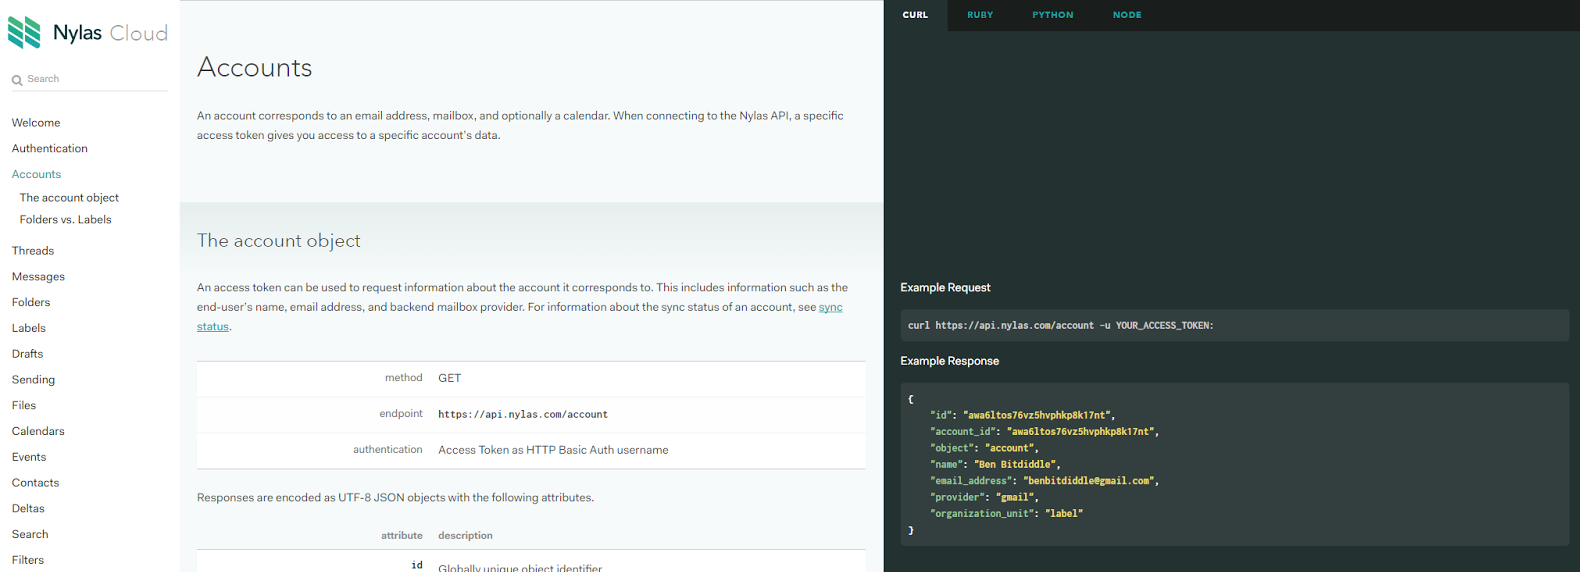 Nylas Cloud
Search
Welcome
Authentication
Accounts
The account object
Folders vs. Labels
Threads
Messages
Folders
Labels
Drafts
Sending
Files
Calendars
Events
Contacts
Deltas
Search
Filters
Accounts
An account corresponds to an email address, mailbox, and optionally a calendar. When connecting to the Nylas API, a specific
access token gives you access to a specific account's data.
The account object
An access token can be used to request information about the account it corresponds to. This includes information such as the
end-user's name, email address, and backend mailbox provider. For information about the sync status of an account, see sync
status.
method GET
endpoint https://api.nylas.com/account
authentication Access Token as HTTP Basic Auth username
Responses are encoded as UTF-8 JSON objects with the following attributes.
attribute description
id Globally unique object identifier
CURL RUBY PYTHON NODE
Example Request
curl https://api.nylas.com/account -u YOUR_ACCESS_TOKEN:
Example Response
{
"id": "awa6ltos76vz5hvphkp8k17nt",
"account_id": "awa6ltos76vz5hvphkp8k17nt",
"object": "account",
"name": "Ben Bitdiddle",
"email_address": "benbitdiddle@gmail.com",
"provider": "gmail",
"organization_unit": "label"
}